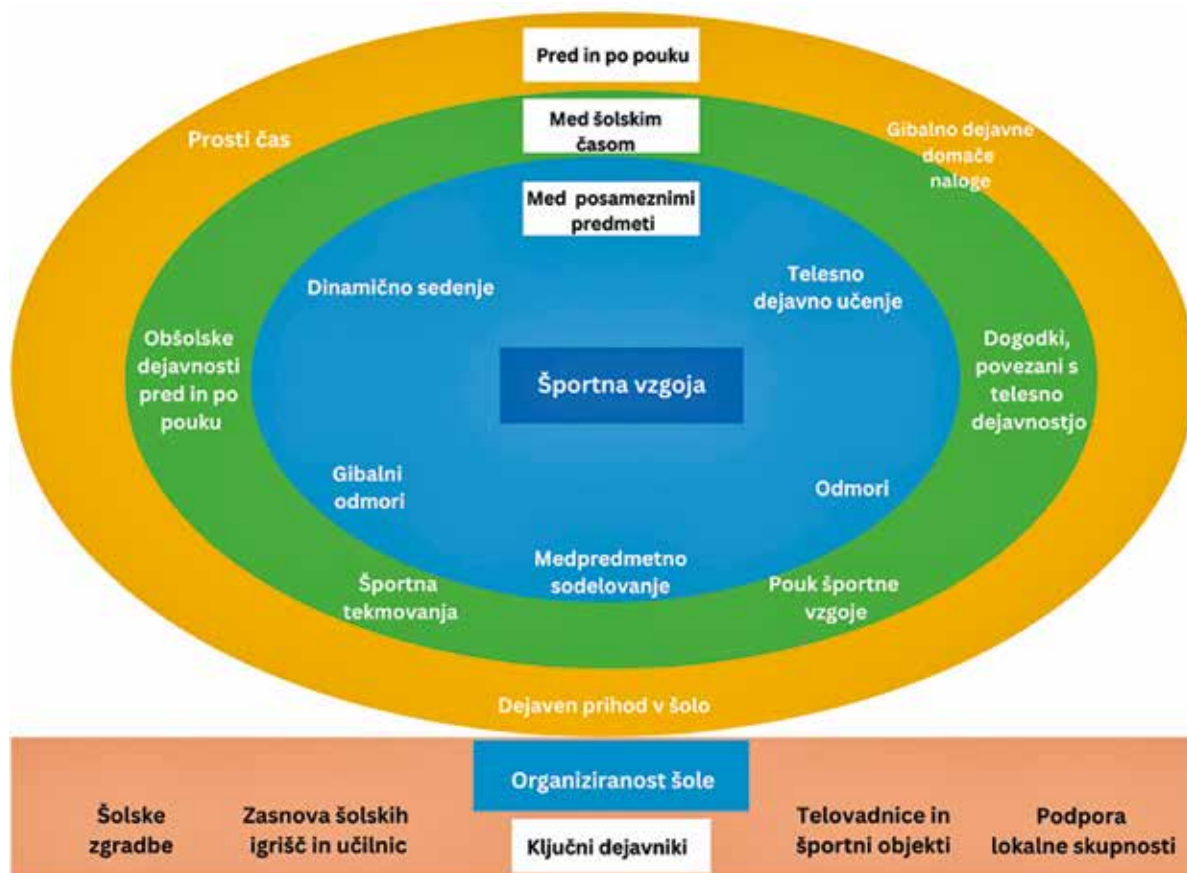 Pred in po pouku
Prosti čas
Gibalno dejavne
domače
naloge
Med šolskim
časom
Med posameznimi
predmeti
Dinamično sedenje
Telesno
dejavno učenje
Obšolske
dejavnosti
pred in po
pouku
Športna vzgoja
Dogodki,
povezani s
telesno
dejavnostjo
Gibalni
odmori
Odmori
Medpredmetno
sodelovanje
Športna
tekmovanja
Pouk športne
vzgoje
Dejaven prihod v šolo
Organiziranost šole
Šolske
zgradbe
Zasnova šolskih
igrišč in učilnic
Ključni dejavniki
Telovadnice in
športni objekti
Podpora
lokalne skupnosti